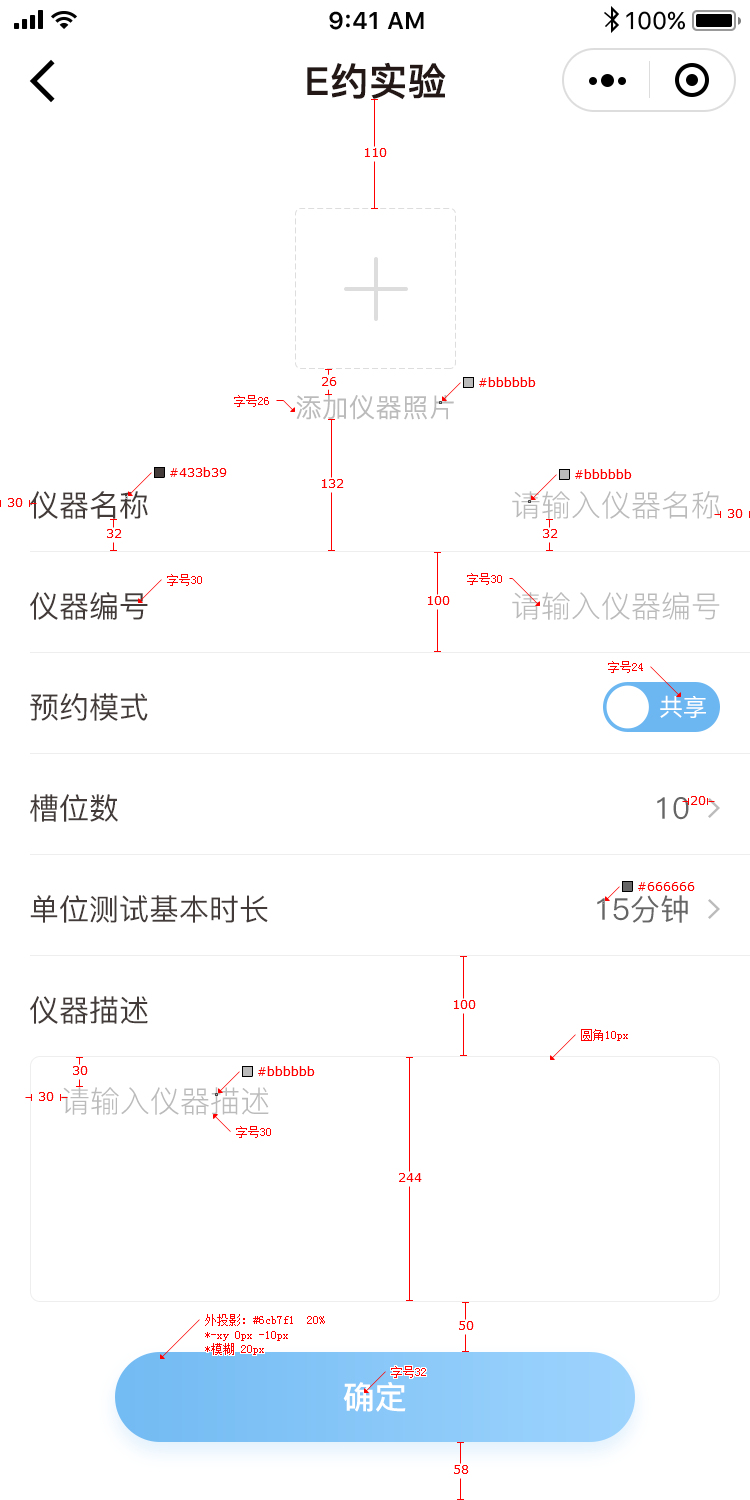 9:41 AM
100%
E约实验
110
26
#bbbbbb
字号26
添加仪器照片
#433b39
#bbbbbb
132
30
仪器名称
请输入仪器名称
30
32
32
字号30
字号30
100
仪器编号
请输入仪器编号
字号24
预约模式
共享
槽位数
10
20
#666666
单位测试基本时长
15分钟
100
仪器描述
圆角10px
30
#bbbbbb
30
请输入仪器描述
字号30
244
外投影：#6cb7f1 20%
*-xy 0px -10px
*模糊 20px
50
字号32
确定
58